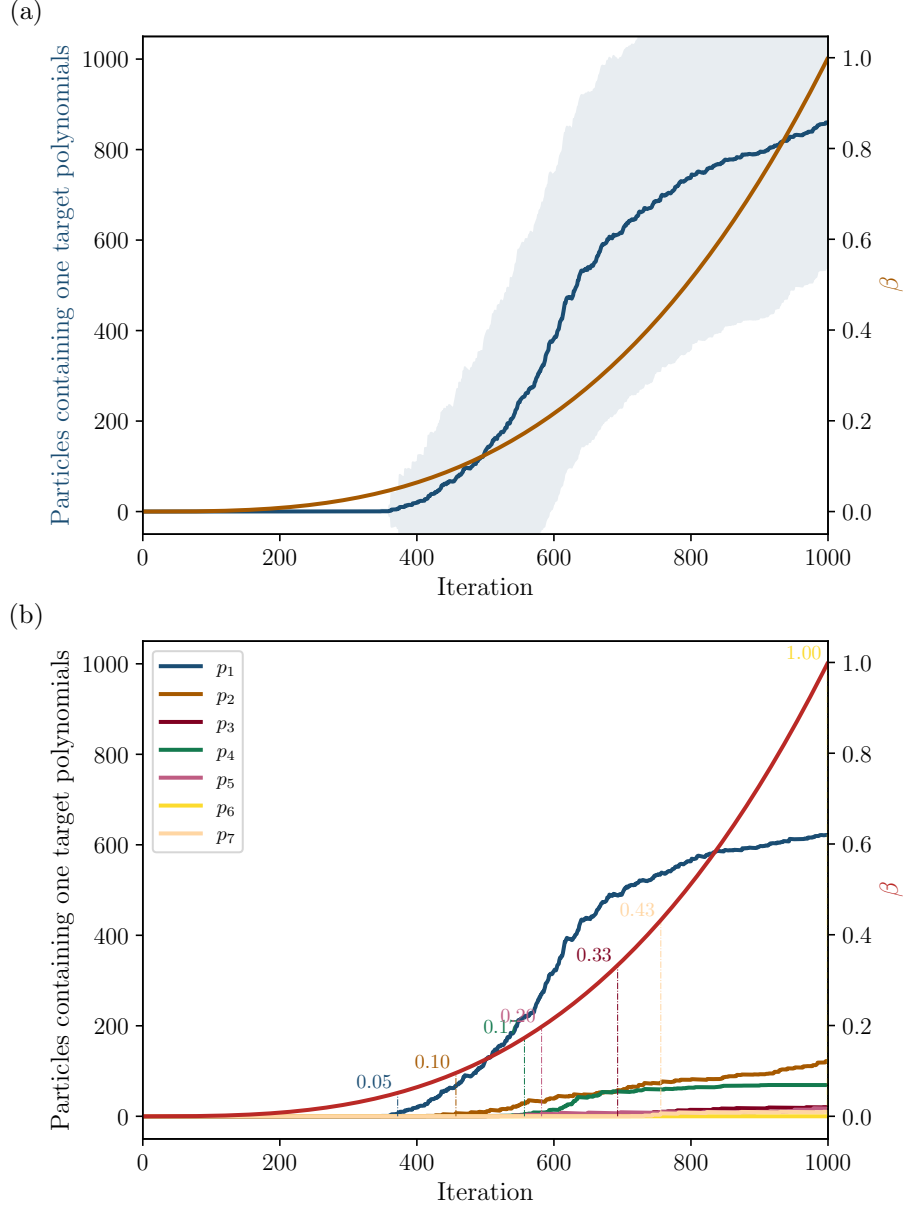 (a)
Particles containing one target polynomials
1000
800
600
400
200
0
1.0
0.8
0.6
0.4
0.2
0.0
β
0 200 400 600 800 1000
Iteration
(b)
Particles containing one target polynomials
1000
800
600
400
200
0
p1
p2
p3
p4
p5
p6
p7
0.05
0.10
0.17
0.20
0.33
0.43
1.00
1.0
0.8
0.6
0.4
0.2
0.0
β
0 200 400 600 800 1000
Iteration